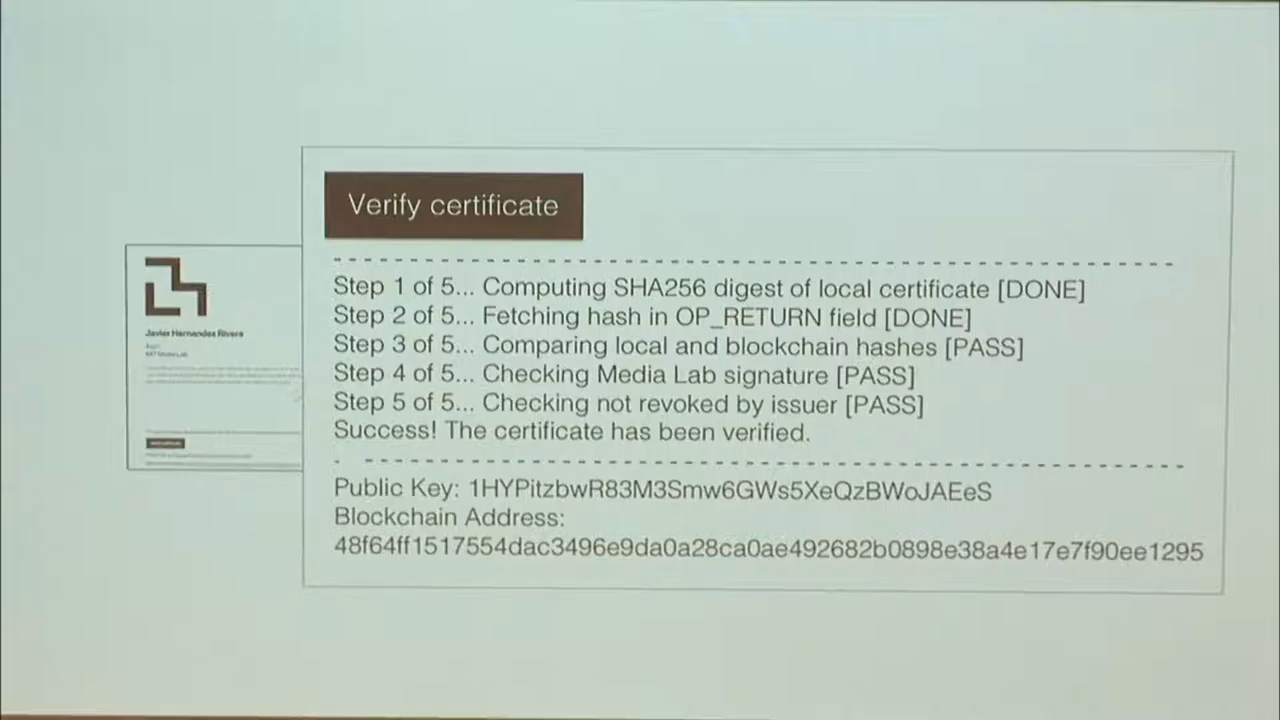 Verify certificate
Step 1 of 5... Computing SHA256 digest of local certificate [DONE]
Step 2 of 5... Fetching hash in OP_RETURN field [DONE]
Step 3 of 5... Comparing local and blockchain hashes [PASS]
Step 4 of 5... Checking Media Lab signature [PASS]
Step 5 of 5... Checking not revoked by issuer [PASS]
Success! The certificate has been verified.
Public Key: 1HYPitzbwR83M3Smw6GWs5XeQzBWoJAEeS
Blockchain Address:
48f64ff1517554dac3496e9da0a28ca0ae492682b0898e38a4e17e7f90ee1295
Javier Hernandez Rivera